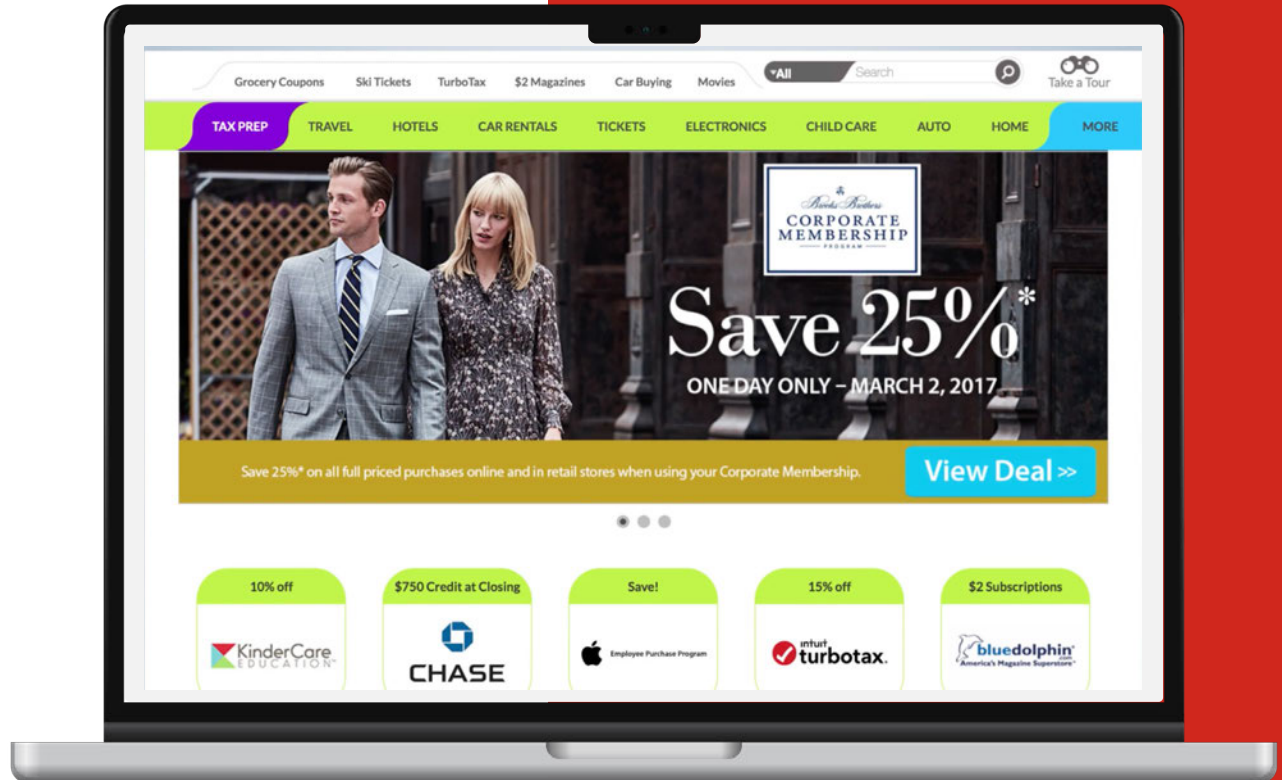 Grocery Coupons Ski Tickets TurboTax $2 Magazines Car Buying Movies All Search Take a Tour
TAX PREP TRAVEL HOTELS CAR RENTALS TICKETS ELECTRONICS CHILD CARE AUTO HOME MORE
Brooks Brothers
CORPORATE
MEMBERSHIP
PROGRAM
Save 25%*
ONE DAY ONLY – MARCH 2, 2017
Save 25%* on all full priced purchases online and in retail stores when using your Corporate Membership. View Deal >>
10% off $750 Credit at Closing Save! 15% off $2 Subscriptions
KinderCare
EDUCATION
CHASE
Employee Purchase Program
intuit
turbotax.
bluedolphin
.com
America's Magazine Superstore